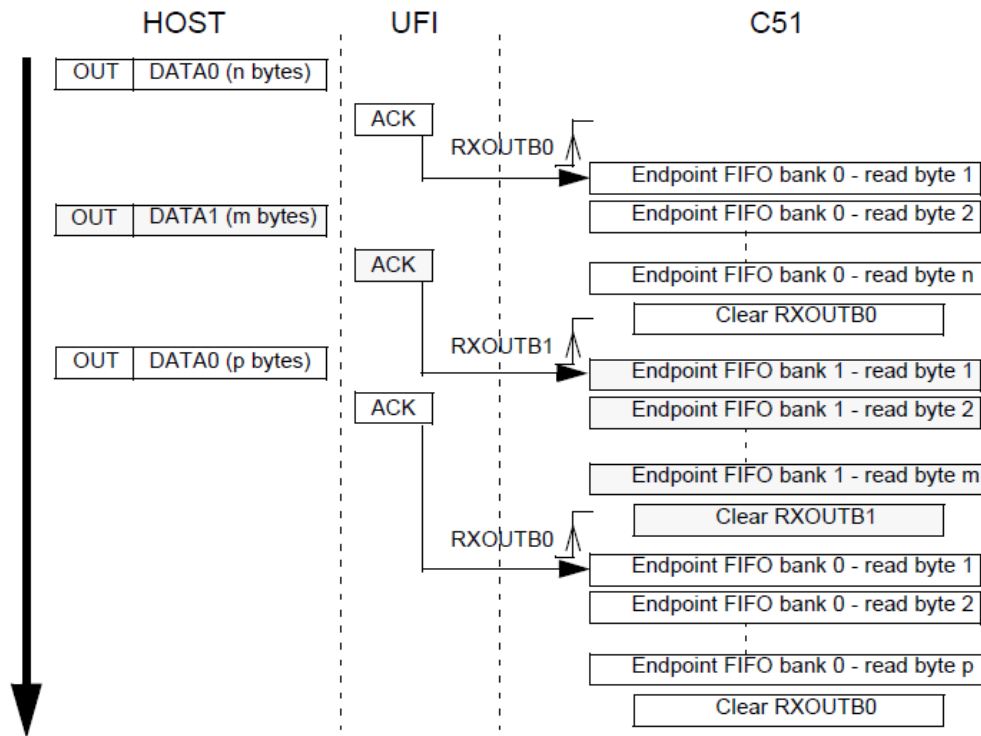 HOST UFI C51
OUT DATA0 (n bytes)
ACK
RXOUTB0
Endpoint FIFO bank 0 - read byte 1
OUT DATA1 (m bytes)
Endpoint FIFO bank 0 - read byte 2
ACK
Endpoint FIFO bank 0 - read byte n
Clear RXOUTB0
RXOUTB1
OUT DATA0 (p bytes)
Endpoint FIFO bank 1 - read byte 1
ACK
Endpoint FIFO bank 1 - read byte 2
Endpoint FIFO bank 1 - read byte m
Clear RXOUTB1
RXOUTB0
Endpoint FIFO bank 0 - read byte 1
Endpoint FIFO bank 0 - read byte 2
Endpoint FIFO bank 0 - read byte p
Clear RXOUTB0